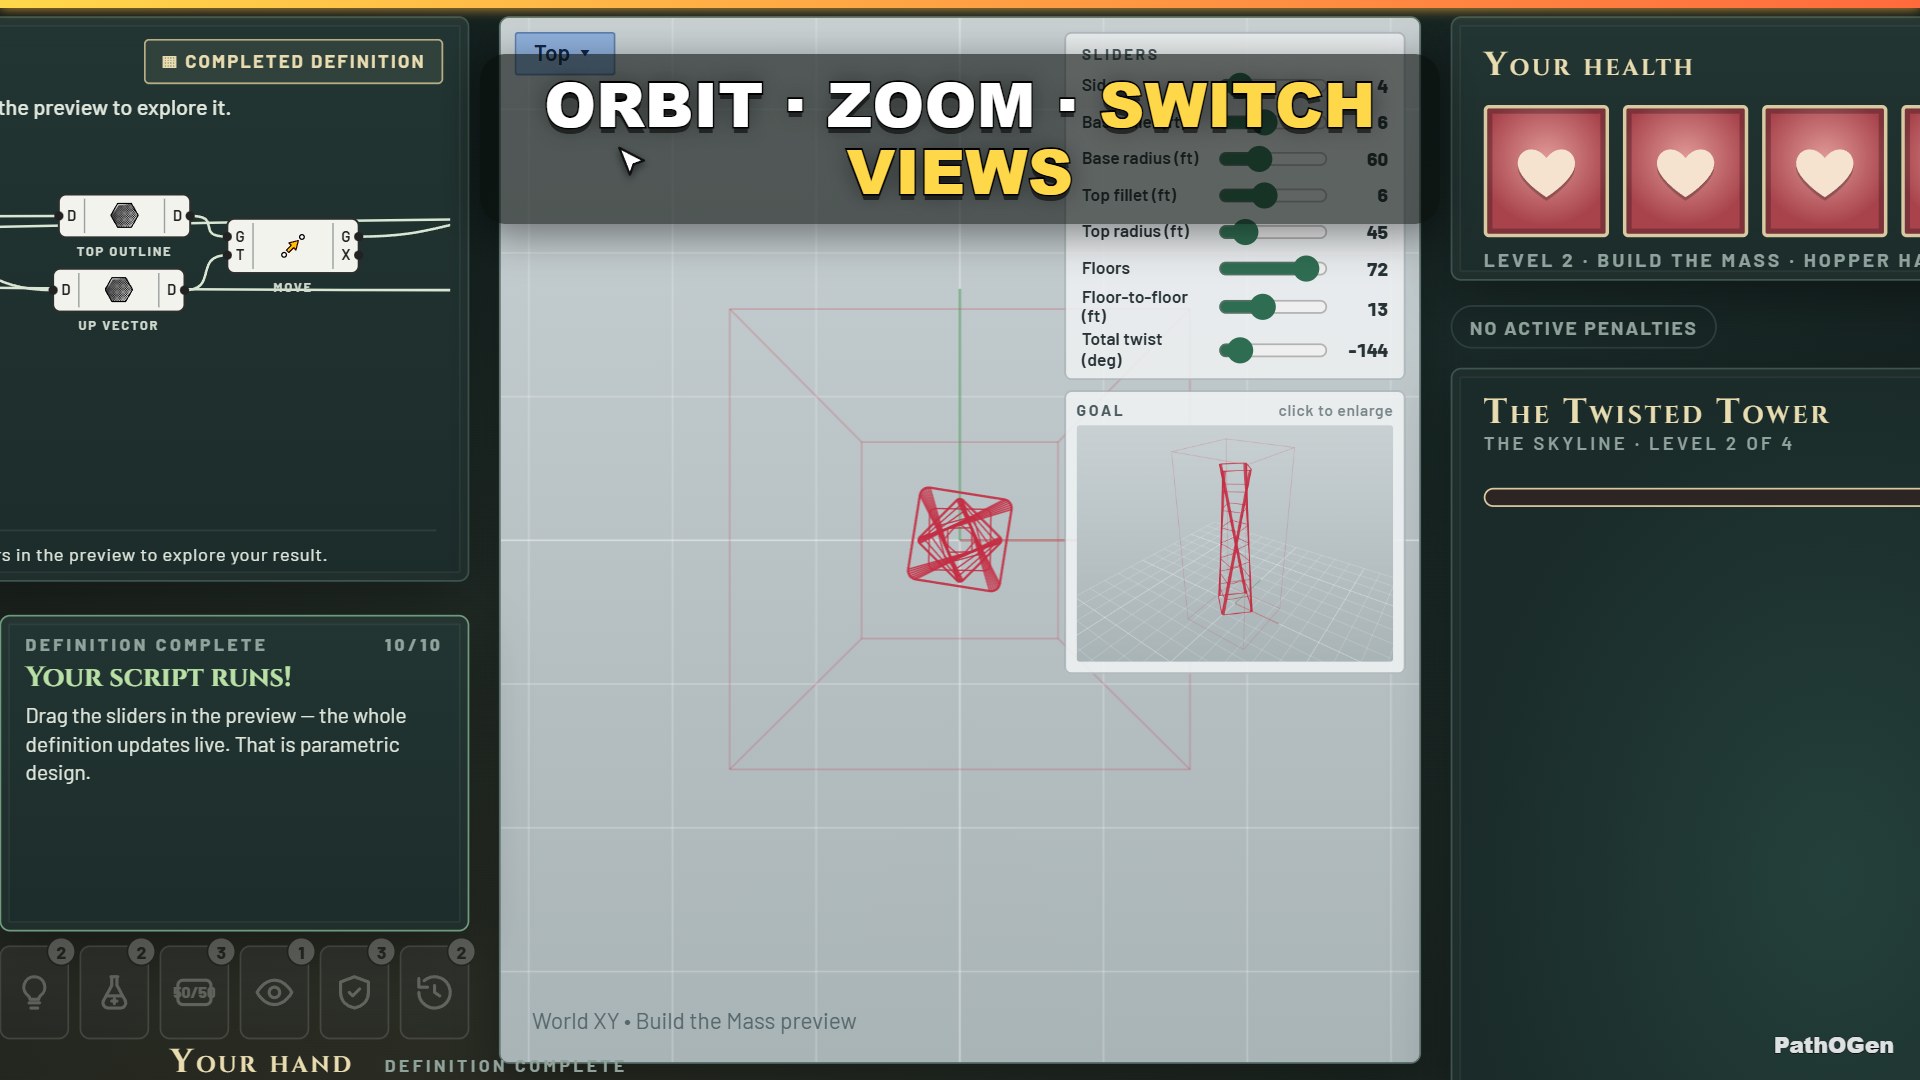 ▦ COMPLETED DEFINITION
the preview to explore it.
D D
TOP OUTLINE
G G
T X
MOVE
D D
UP VECTOR
s in the preview to explore your result.
DEFINITION COMPLETE 10/10
YOUR SCRIPT RUNS!
Drag the sliders in the preview — the whole
definition updates live. That is parametric
design.
2 2 3 1 3 2
50/50
YOUR HAND DEFINITION COMPLETE
Top ▾
ORBIT · ZOOM · SWITCH
VIEWS
SLIDERS
4
6
Base radius (ft) 60
Top fillet (ft) 6
Top radius (ft) 45
Floors 72
Floor-to-floor
(ft) 13
Total twist
(deg) -144
GOAL click to enlarge
World XY • Build the Mass preview
YOUR HEALTH
LEVEL 2 · BUILD THE MASS · HOPPER HA
NO ACTIVE PENALTIES
THE TWISTED TOWER
THE SKYLINE · LEVEL 2 OF 4
PathOGen